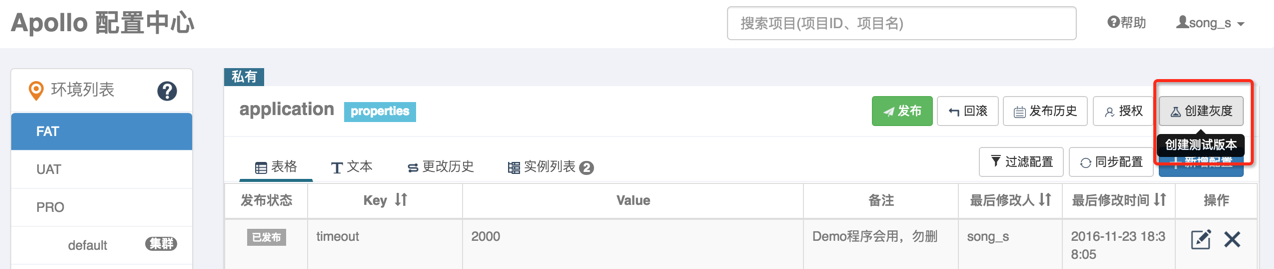 Apollo 配置中心
搜索项目(项目ID、项目名)
帮助
song_s
环境列表
FAT
UAT
PRO
default 集群
私有
application properties
发布 回滚 发布历史 授权 创建灰度
创建测试版本
表格 文本 更改历史 实例列表 2
过滤配置 同步配置 新增配置
发布状态 Key Value 备注 最后修改人 最后修改时间 操作
已发布 timeout 2000 Demo程序会用，勿删 song_s 2016-11-23 18:3
8:05